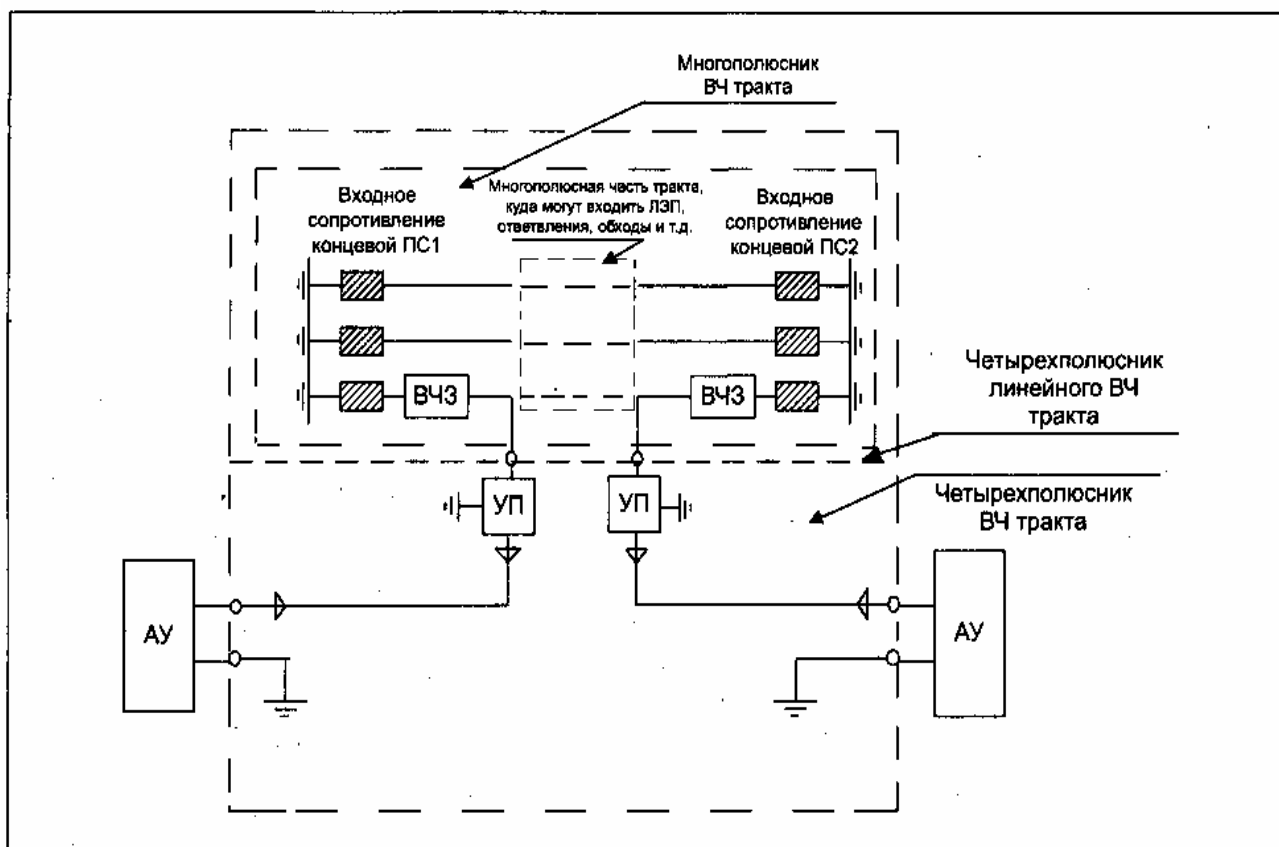 Многополюсник
ВЧ тракта
Входное
сопротивление
концевой ПС1
Многополюсная часть тракта,
куда могут входить ЛЭП,
ответвления, обходы и т.д.
Входное
сопротивление
концевой ПС2
ВЧЗ
ВЧЗ
Четырехполюсник
линейного ВЧ
тракта
УП
УП
Четырехполюсник
ВЧ тракта
АУ
АУ